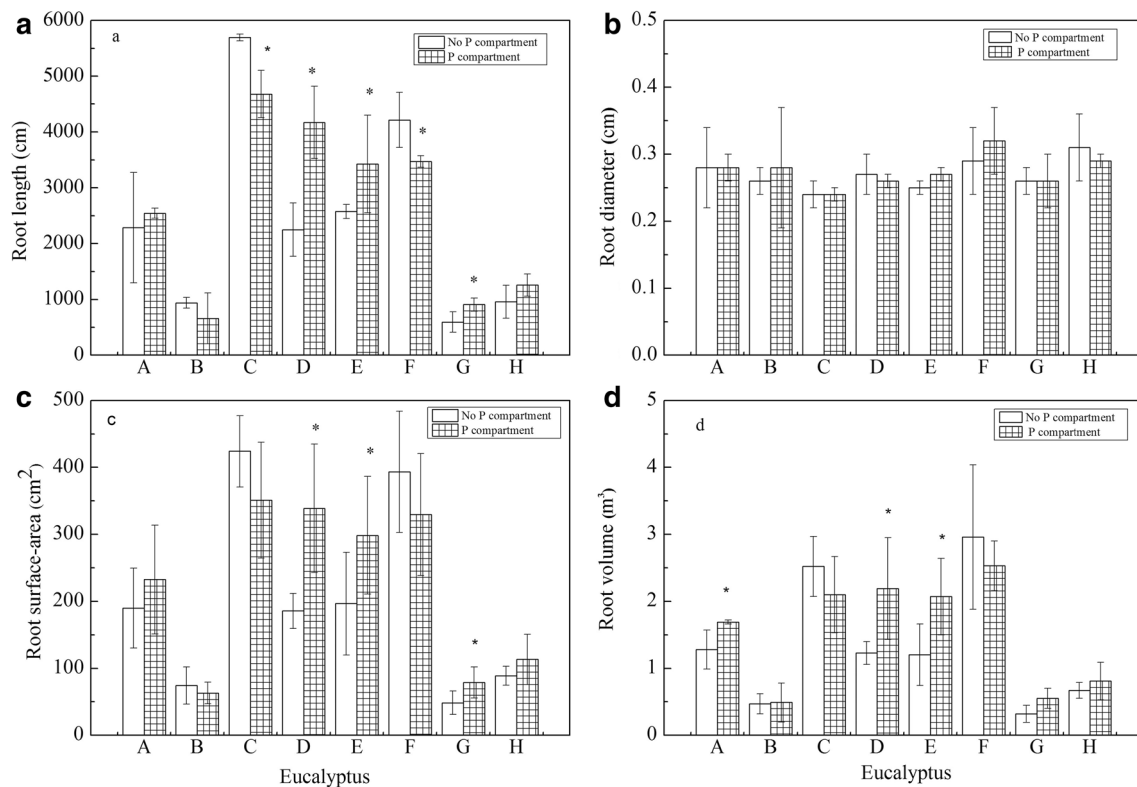 a
a
No P compartment
P compartment
6000
5000
4000
3000
2000
1000
0
Root length (cm)
* * * * *
A B C D E F G H
b
No P compartment
P compartment
0.5
0.4
0.3
0.2
0.1
0.0
Root diameter (cm)
A B C D E F G H
c
c
No P compartment
P compartment
500
400
300
200
100
0
Root surface-area (cm2)
* * *
A B C D E F G H
Eucalyptus
d
d
No P compartment
P compartment
5
4
3
2
1
0
Root volume (m3)
* * *
A B C D E F G H
Eucalyptus